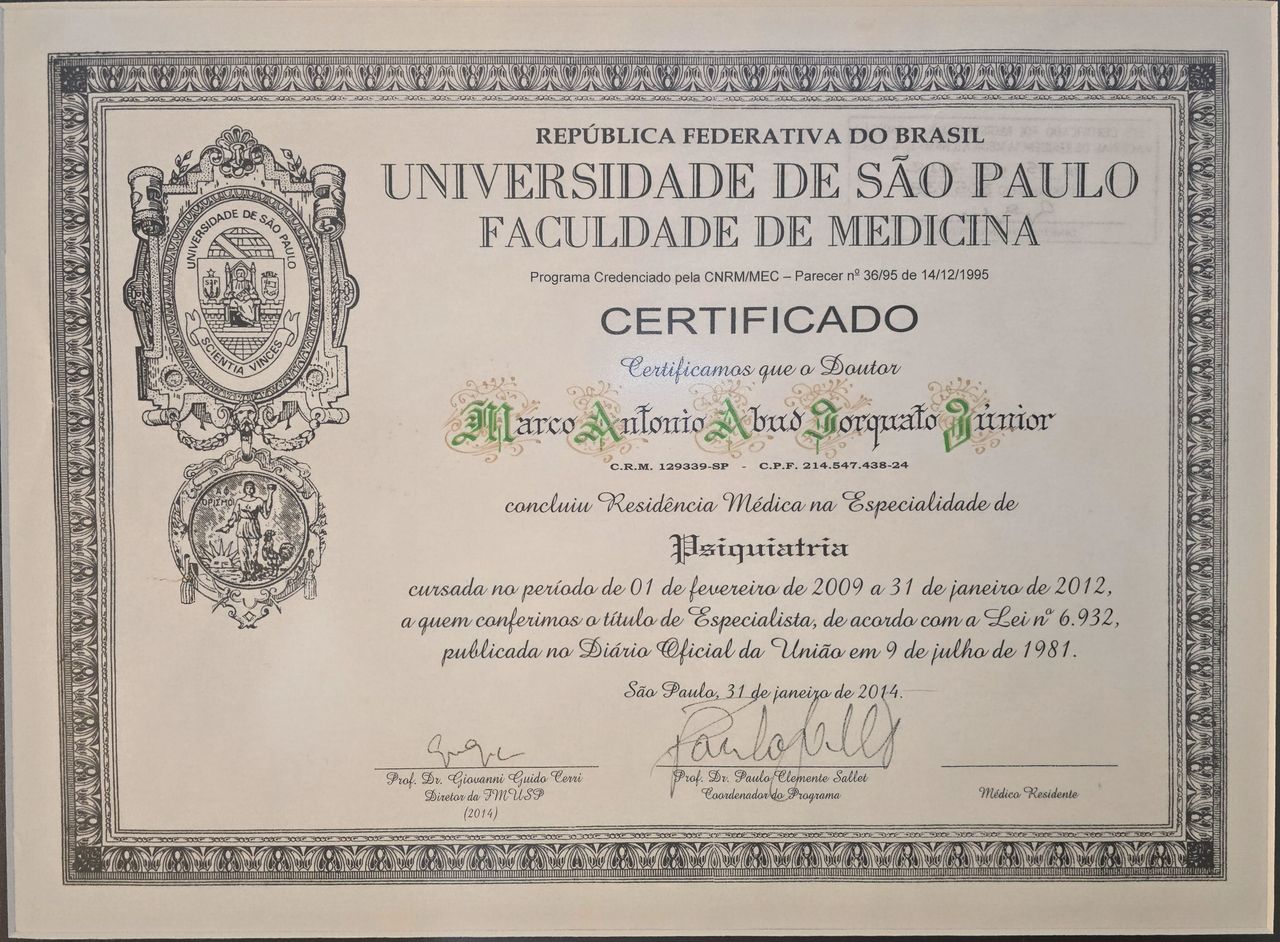 REPÚBLICA FEDERATIVA DO BRASIL
UNIVERSIDADE DE SÃO PAULO
FACULDADE DE MEDICINA
Programa Credenciado pela CNRM/MEC – Parecer nº 36/95 de 14/12/1995
CERTIFICADO
Certificamos que o Doutor
Marco Antonio Abud Torquato Júnior
C.R.M. 129339-SP - C.P.F. 214.547.438-24
concluiu Residência Médica na Especialidade de
Psiquiatria
cursada no período de 01 de fevereiro de 2009 a 31 de janeiro de 2012,
a quem conferimos o título de Especialista, de acordo com a Lei nº 6.932,
publicada no Diário Oficial da União em 9 de julho de 1981.
São Paulo, 31 de janeiro de 2014.
Prof. Dr. Giovanni Guido Cerri
Diretor da FMUSP
(2014)
Prof. Dr. Paulo Clemente Sallet
Coordenador do Programa
Médico Residente
UNIVERSIDADE DE SÃO PAULO
SCIENTIA VINCES